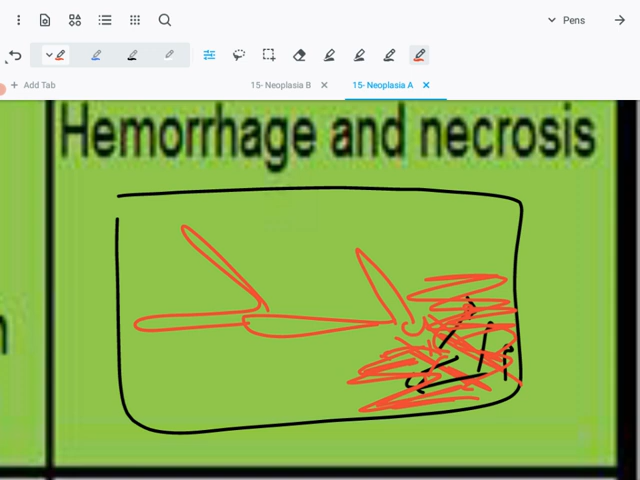 Pens
Add Tab
15- Neoplasia B
15- Neoplasia A
Hemorrhage and necrosis